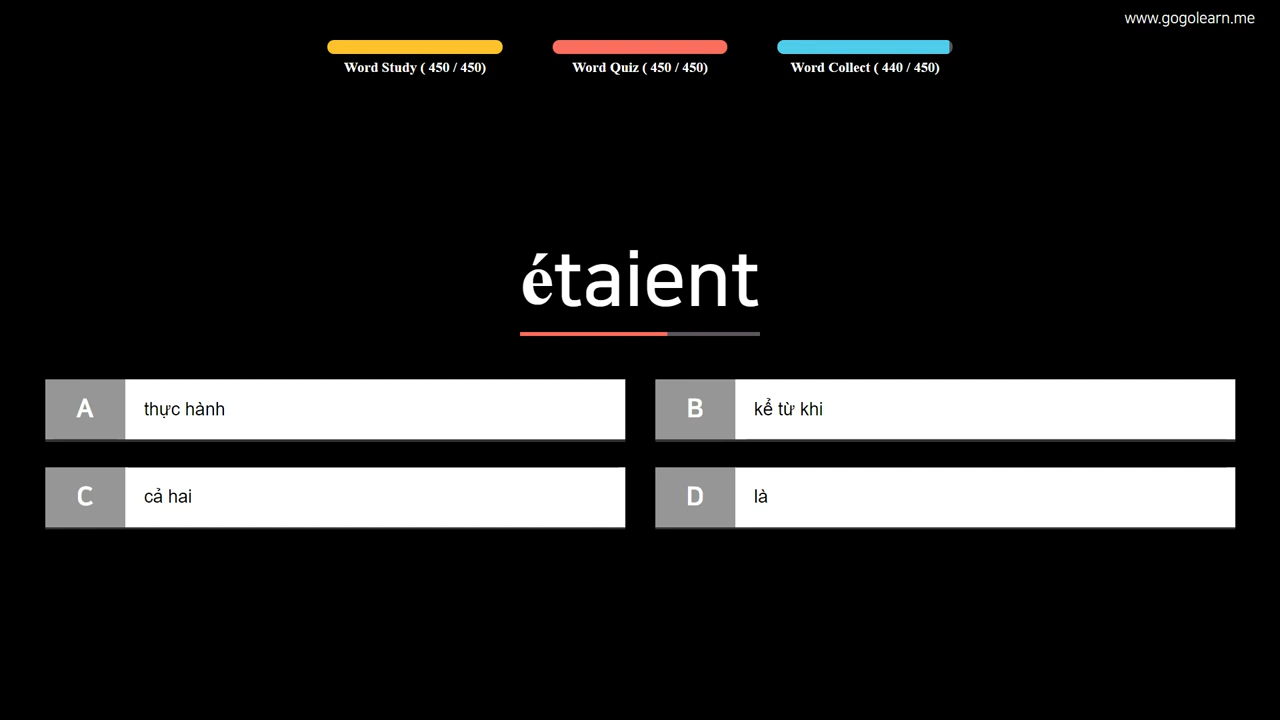 www.gogolearn.me
Word Study ( 450 / 450)
Word Quiz ( 450 / 450)
Word Collect ( 440 / 450)
étaient
A thực hành
B kể từ khi
C cả hai
D là